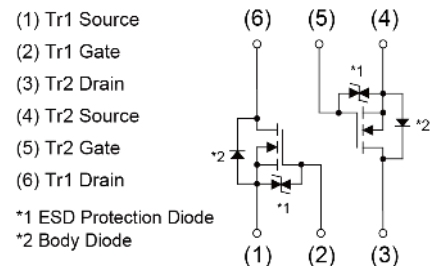 (1) Tr1 Source
(2) Tr1 Gate
(3) Tr2 Drain
(4) Tr2 Source
(5) Tr2 Gate
(6) Tr1 Drain
*1 ESD Protection Diode
*2 Body Diode
(6) (5) (4)
*1
*2
*2
*1
(1) (2) (3)